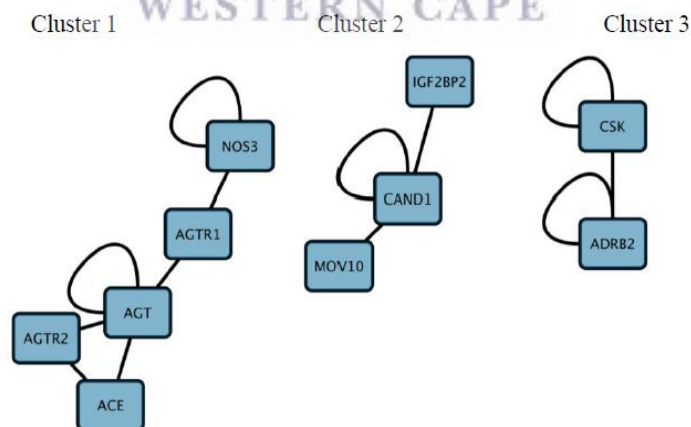 WESTERN CAPE
Cluster 1 Cluster 2 Cluster 3
IGF2BP2
CSK
NOS3
CAND1
AGTR1
ADRB2
MOV10
AGT
AGTR2
ACE